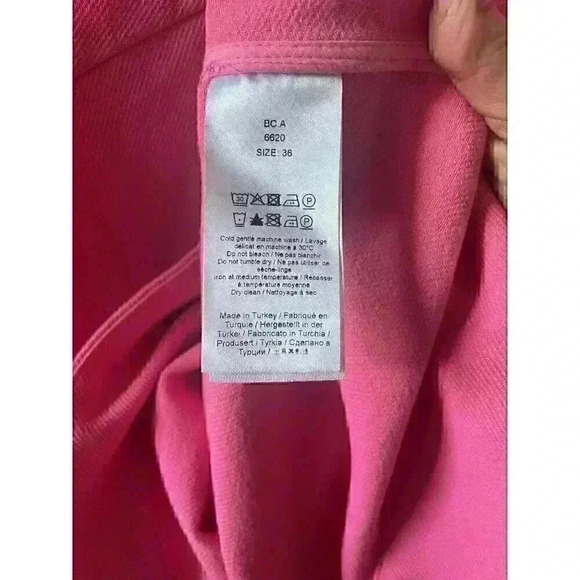 BC.A
6620
SIZE: 36
30 P
P
Cold gentle machine wash / Lavage
délicat en machine à 30°C
Do not bleach / Ne pas blanchir
Do not tumble dry / Ne pas utiliser de
sèche-linge
Iron at medium temperature / Repasser
à température moyenne
Dry clean / Nettoyage à sec
Made in Turkey / Fabriqué en
Turquie / Hergestellt in der
Türkei / Fabbricato in Turchia /
Produsert i Tyrkia / Сделано в
Турции /